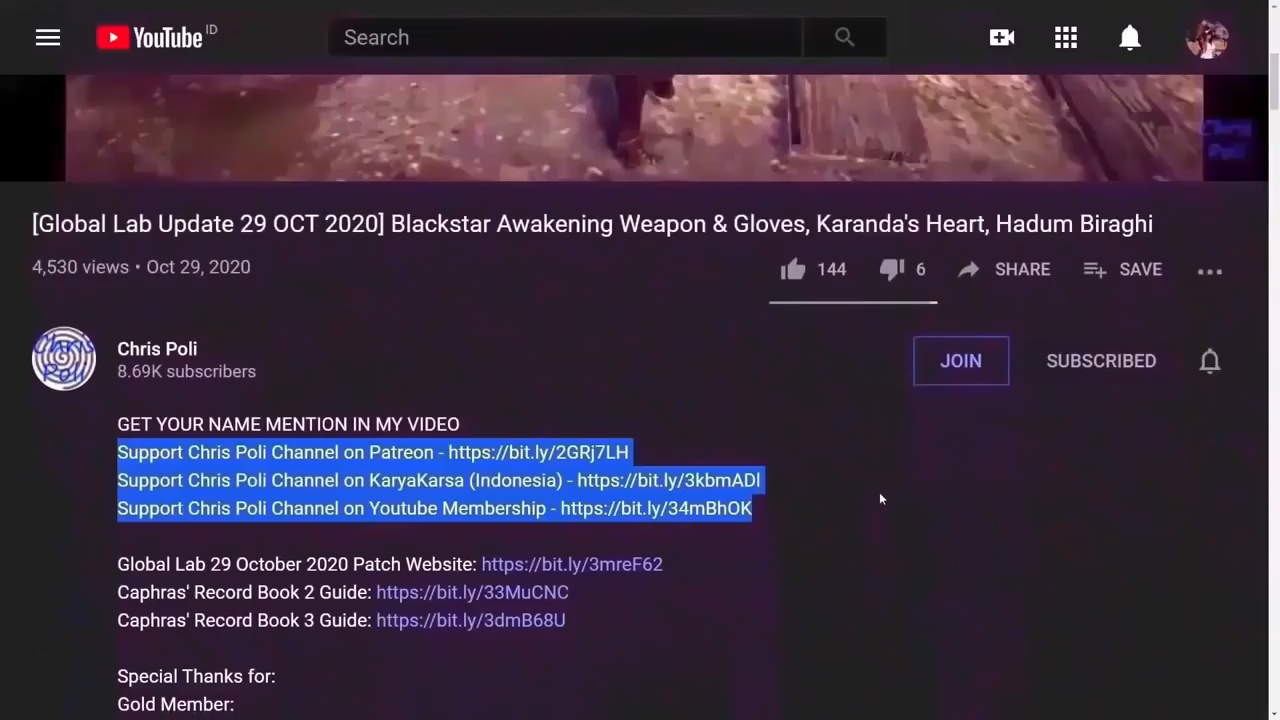 YouTube ID
Search
Chris
Poli
[Global Lab Update 29 OCT 2020] Blackstar Awakening Weapon & Gloves, Karanda's Heart, Hadum Biraghi
4,530 views • Oct 29, 2020
144 6 SHARE SAVE
Chris Poli
Chris Poli
8.69K subscribers
JOIN SUBSCRIBED
GET YOUR NAME MENTION IN MY VIDEO
Support Chris Poli Channel on Patreon - https://bit.ly/2GRj7LH
Support Chris Poli Channel on KaryaKarsa (Indonesia) - https://bit.ly/3kbmADl
Support Chris Poli Channel on Youtube Membership - https://bit.ly/34mBhOK
Global Lab 29 October 2020 Patch Website: https://bit.ly/3mreF62
Caphras' Record Book 2 Guide: https://bit.ly/33MuCNC
Caphras' Record Book 3 Guide: https://bit.ly/3dmB68U
Special Thanks for:
Gold Member: